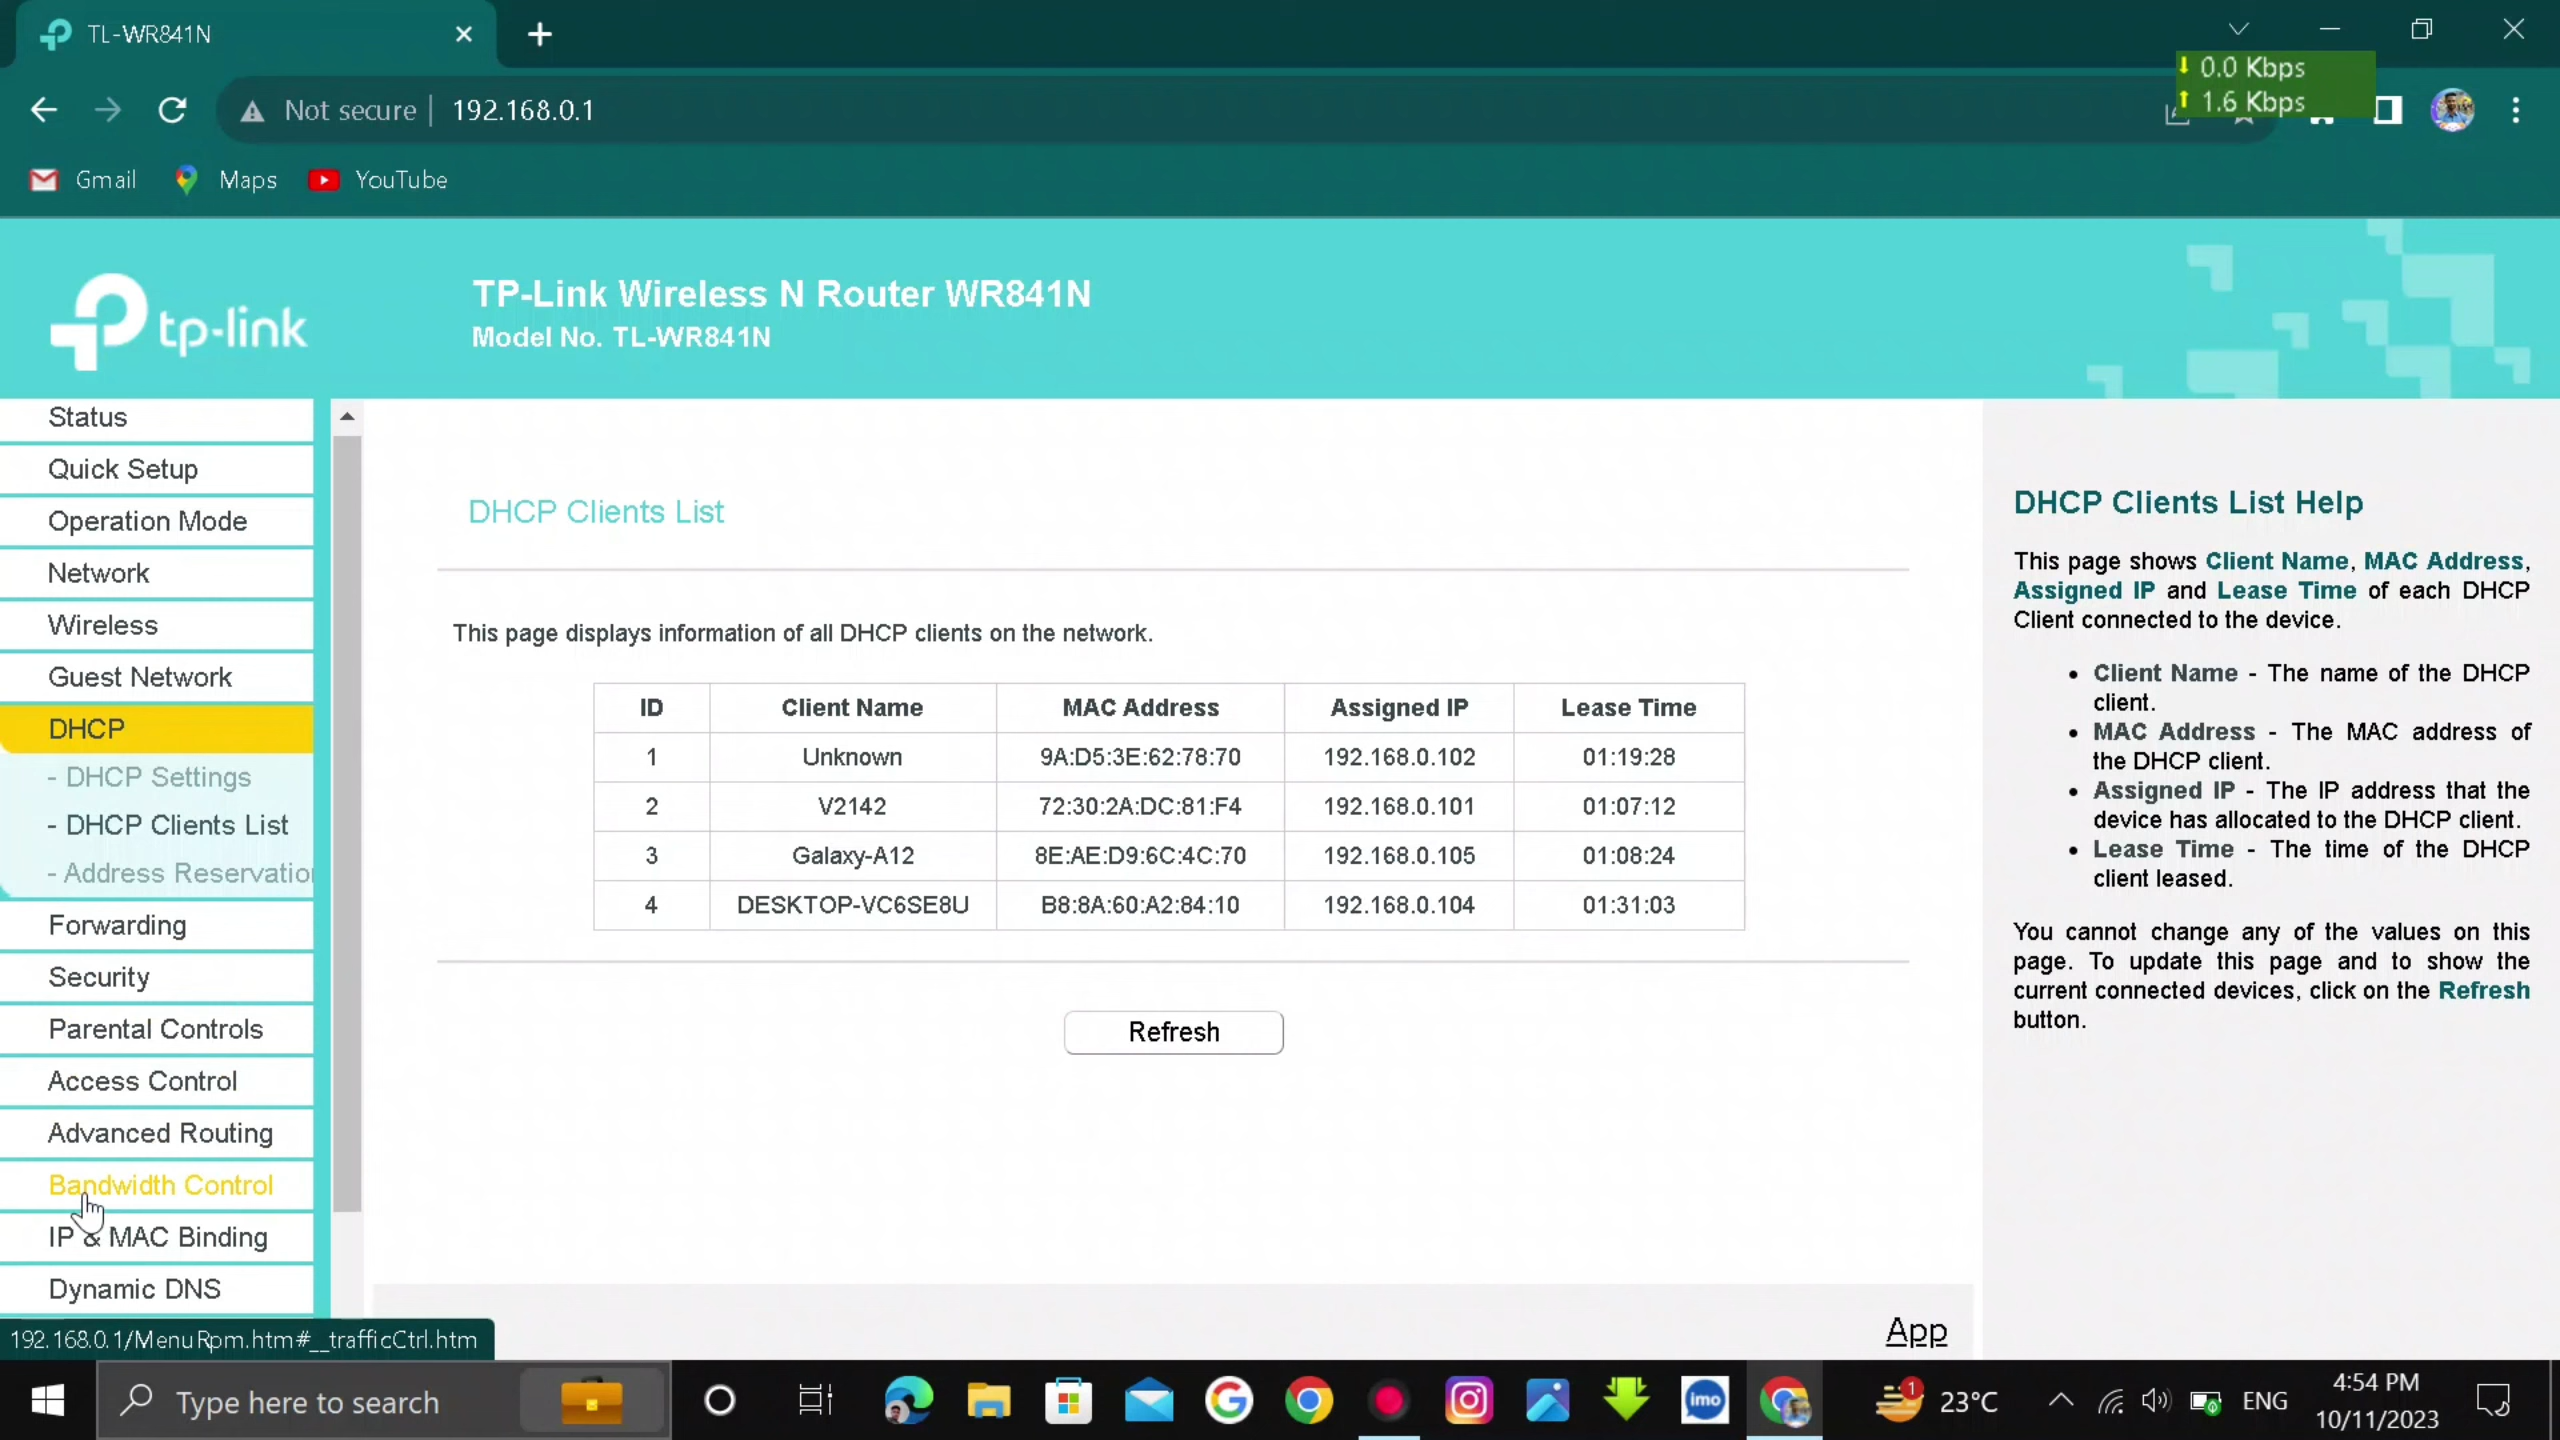 TL-WR841N
0.0 Kbps
1.6 Kbps
Not secure
192.168.0.1
Gmail
Maps
YouTube
tp-link
TP-Link Wireless N Router WR841N
Model No. TL-WR841N
Status
Quick Setup
Operation Mode
Network
Wireless
Guest Network
DHCP
- DHCP Settings
- DHCP Clients List
- Address Reservatio
Forwarding
Security
Parental Controls
Access Control
Advanced Routing
Bandwidth Control
IP & MAC Binding
Dynamic DNS
192.168.0.1/MenuRpm.htm#__trafficCtrl.htm
DHCP Clients List
This page displays information of all DHCP clients on the network.
ID Client Name MAC Address Assigned IP Lease Time
1 Unknown 9A:D5:3E:62:78:70 192.168.0.102 01:19:28
2 V2142 72:30:2A:DC:81:F4 192.168.0.101 01:07:12
3 Galaxy-A12 8E:AE:D9:6C:4C:70 192.168.0.105 01:08:24
4 DESKTOP-VC6SE8U B8:8A:60:A2:84:10 192.168.0.104 01:31:03
Refresh
App
DHCP Clients List Help
This page shows Client Name, MAC Address,
Assigned IP and Lease Time of each DHCP
Client connected to the device.
• Client Name - The name of the DHCP
client.
• MAC Address - The MAC address of
the DHCP client.
• Assigned IP - The IP address that the
device has allocated to the DHCP client.
• Lease Time - The time of the DHCP
client leased.
You cannot change any of the values on this
page. To update this page and to show the
current connected devices, click on the Refresh
button.
Type here to search
imo
1
23°C
ENG
4:54 PM
10/11/2023